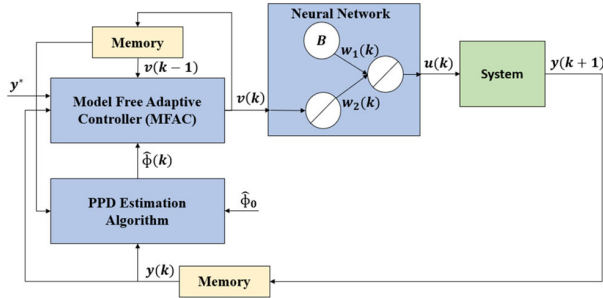 Neural Network
Memory
B
w₁(k)
v(k − 1)
u(k)
System
y(k + 1)
y*
Model Free Adaptive
Controller (MFAC)
v(k)
w₂(k)
Φ̂(k)
PPD Estimation
Algorithm
Φ̂₀
y(k)
Memory